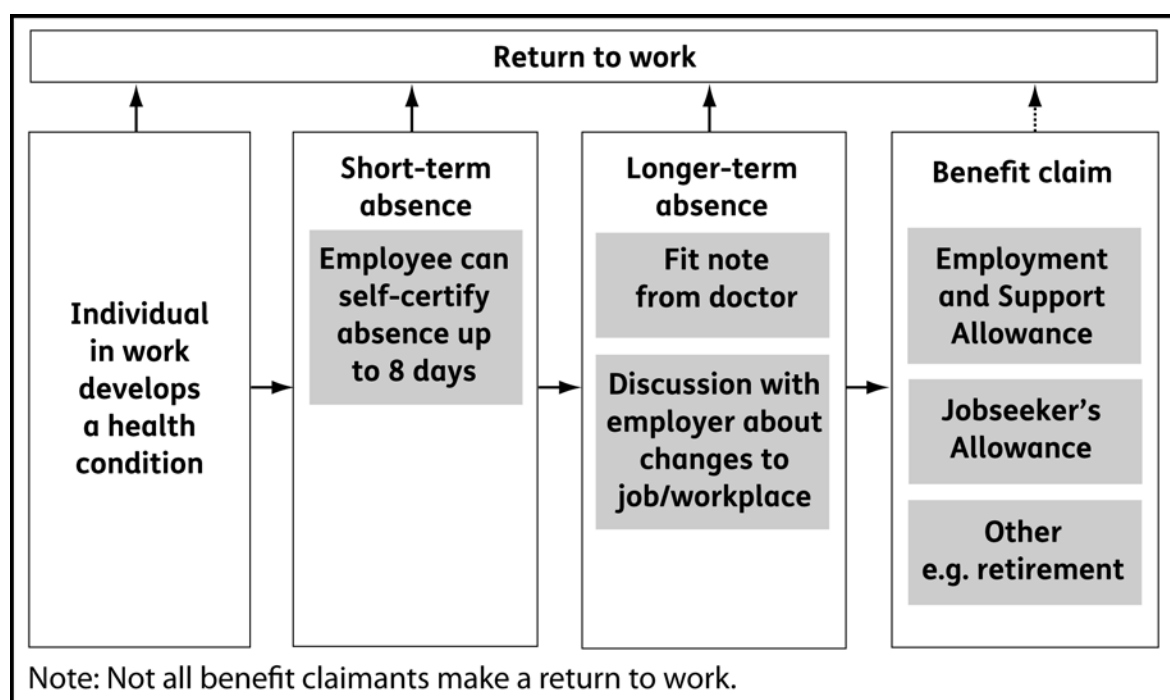 Return to work
Individual
in work
develops
a health
condition
Short-term
absence
Employee can
self-certify
absence up
to 8 days
Longer-term
absence
Fit note
from doctor
Discussion with
employer about
changes to
job/workplace
Benefit claim
Employment
and Support
Allowance
Jobseeker’s
Allowance
Other
e.g. retirement
Note: Not all benefit claimants make a return to work.